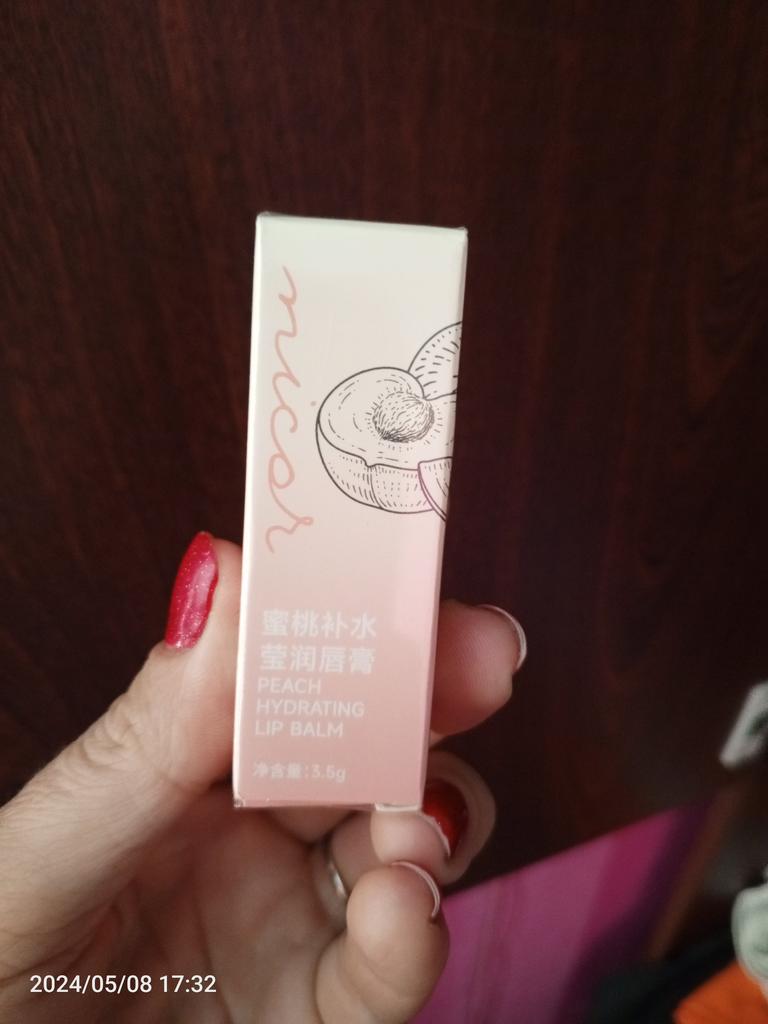 micor
蜜桃补水
莹润唇膏
PEACH
HYDRATING
LIP BALM
净含量:3.5g
2024/05/08 17:32